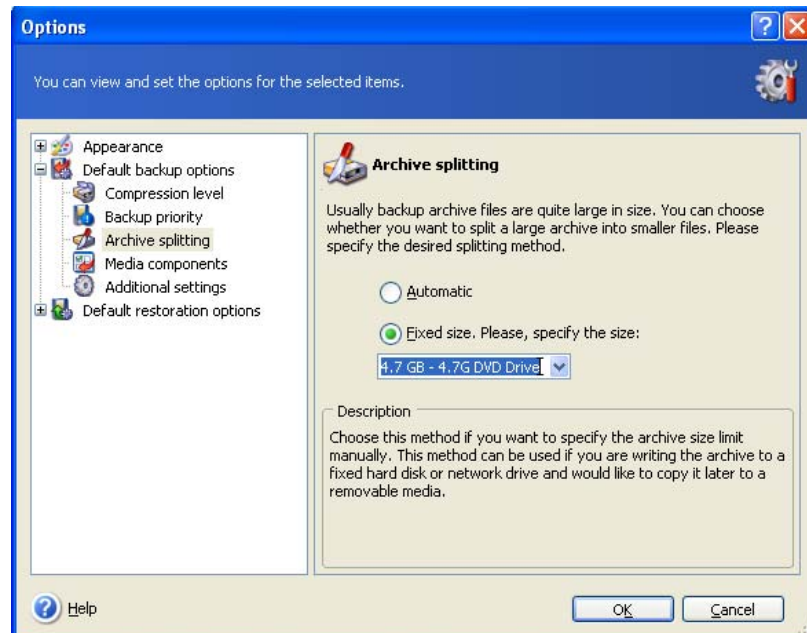 Options
You can view and set the options for the selected items.
Appearance
Default backup options
Compression level
Backup priority
Archive splitting
Media components
Additional settings
Default restoration options
Archive splitting
Usually backup archive files are quite large in size. You can choose
whether you want to split a large archive into smaller files. Please
specify the desired splitting method.
Automatic
Fixed size. Please, specify the size:
4.7 GB - 4.7G DVD Drive
Description
Choose this method if you want to specify the archive size limit
manually. This method can be used if you are writing the archive to a
fixed hard disk or network drive and would like to copy it later to a
removable media.
Help
OK
Cancel